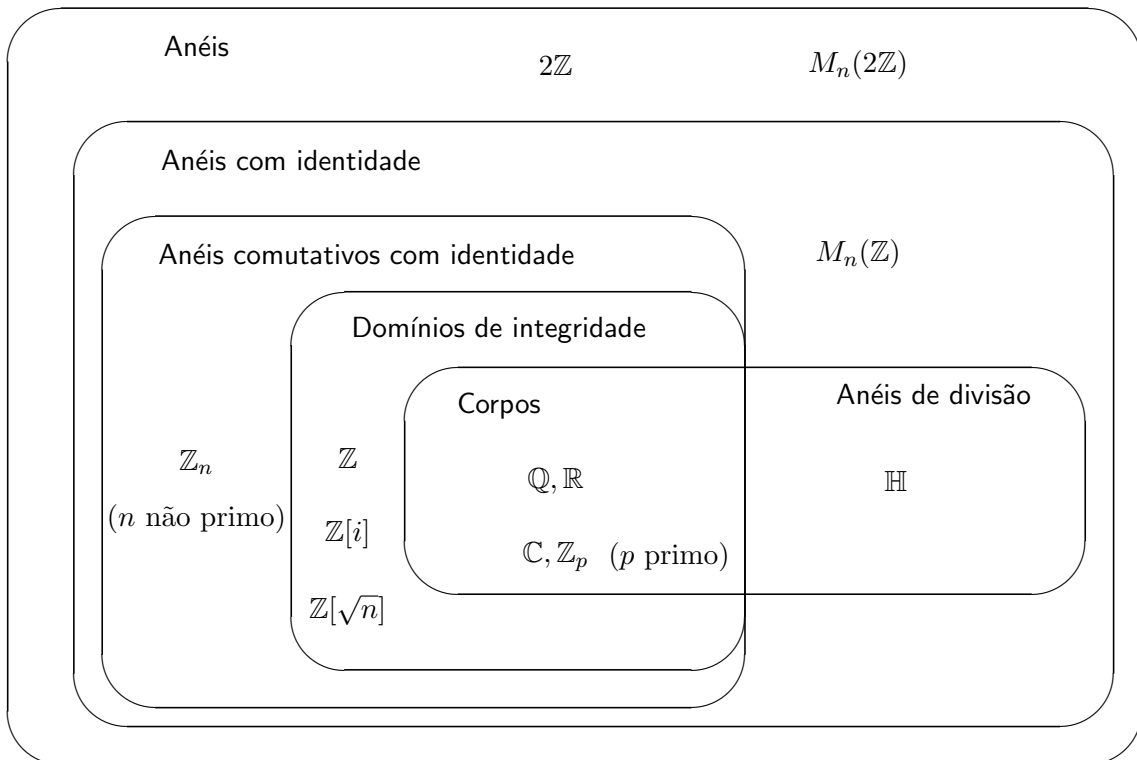 Anéis
2ℤ
Mₙ(2ℤ)
Anéis com identidade
Anéis comutativos com identidade
Mₙ(ℤ)
Domínios de integridade
Corpos
Anéis de divisão
ℤₙ
(n não primo)
ℤ
ℤ[i]
ℤ[√n]
ℚ, ℝ
ℂ, ℤₚ (p primo)
ℍ